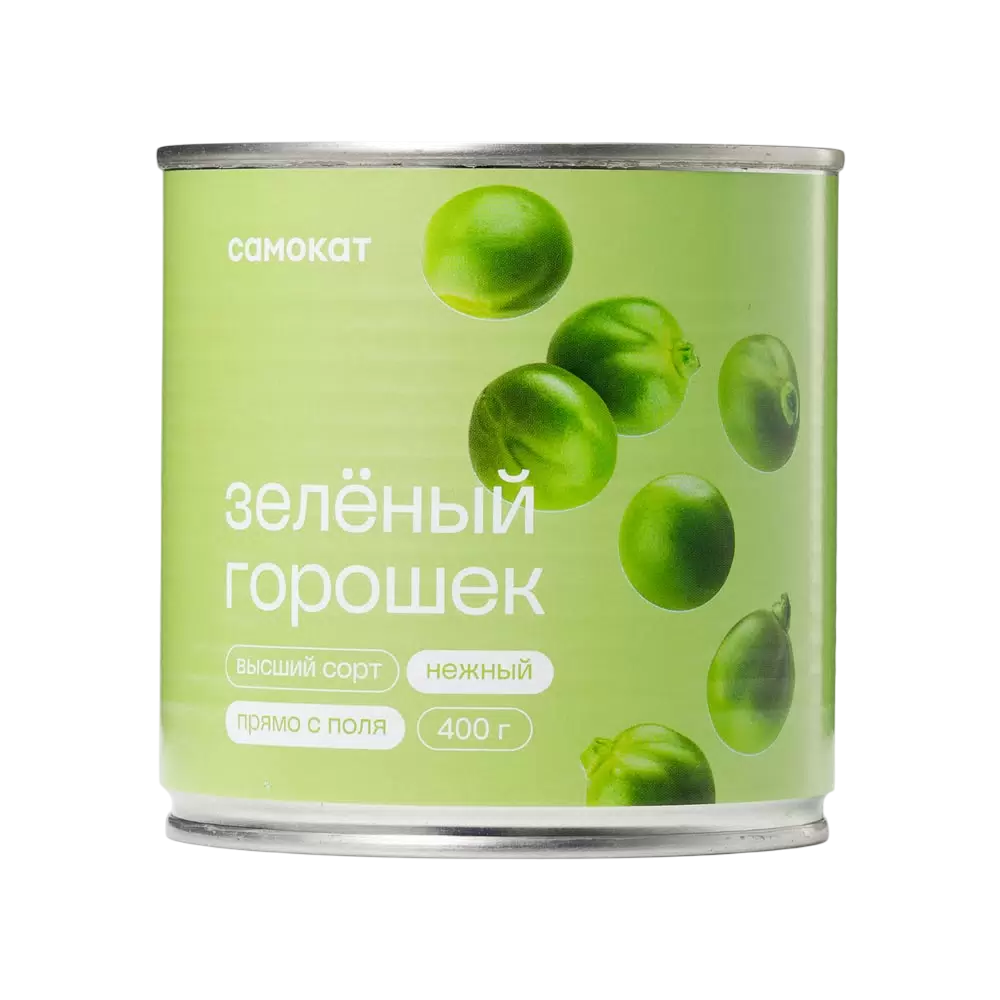 самокат
зелёный
горошек
высший сорт
нежный
прямо с поля
400 г